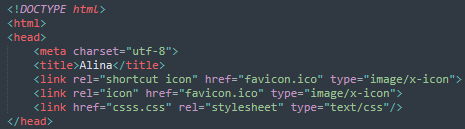 <!DOCTYPE html>
<html>
<head>
<meta charset="utf-8">
<title>Alina</title>
<link rel="shortcut icon" href="favicon.ico" type="image/x-icon">
<link rel="icon" href="favicon.ico" type="image/x-icon">
<link href="csss.css" rel="stylesheet" type="text/css"/>
</head>